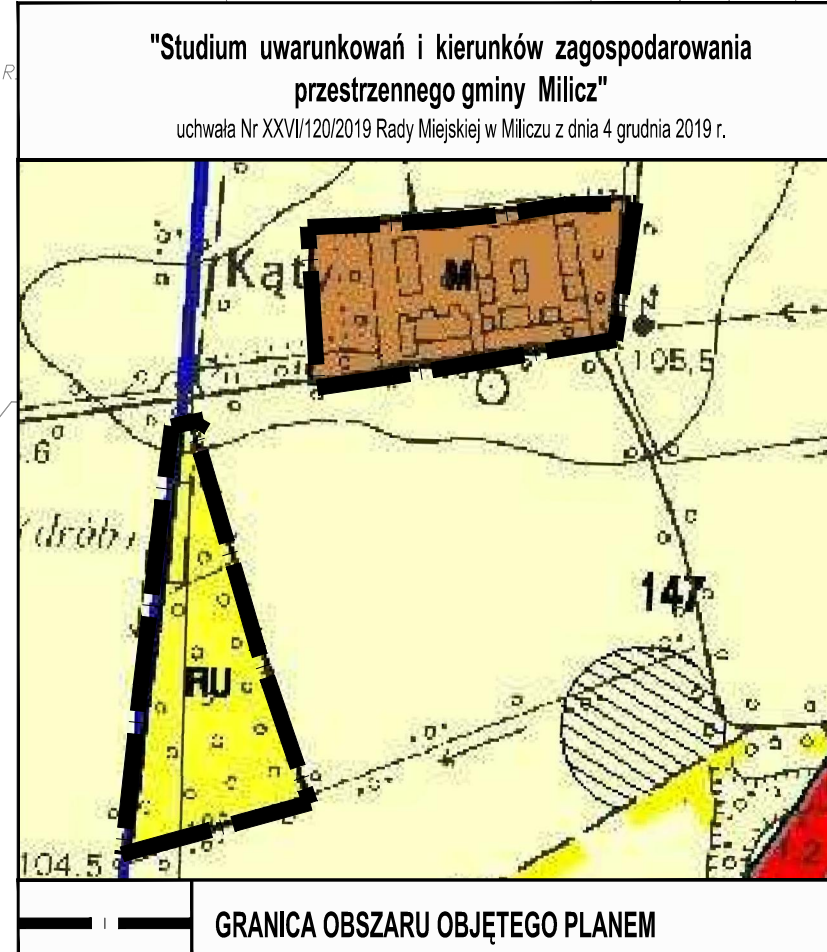 "Studium uwarunkowań i kierunków zagospodarowania
przestrzennego gminy Milicz"
uchwała Nr XXVI/120/2019 Rady Miejskiej w Miliczu z dnia 4 grudnia 2019 r.
R.
Kąty
M
105,5
.6
147
RU
104.5
GRANICA OBSZARU OBJĘTEGO PLANEM